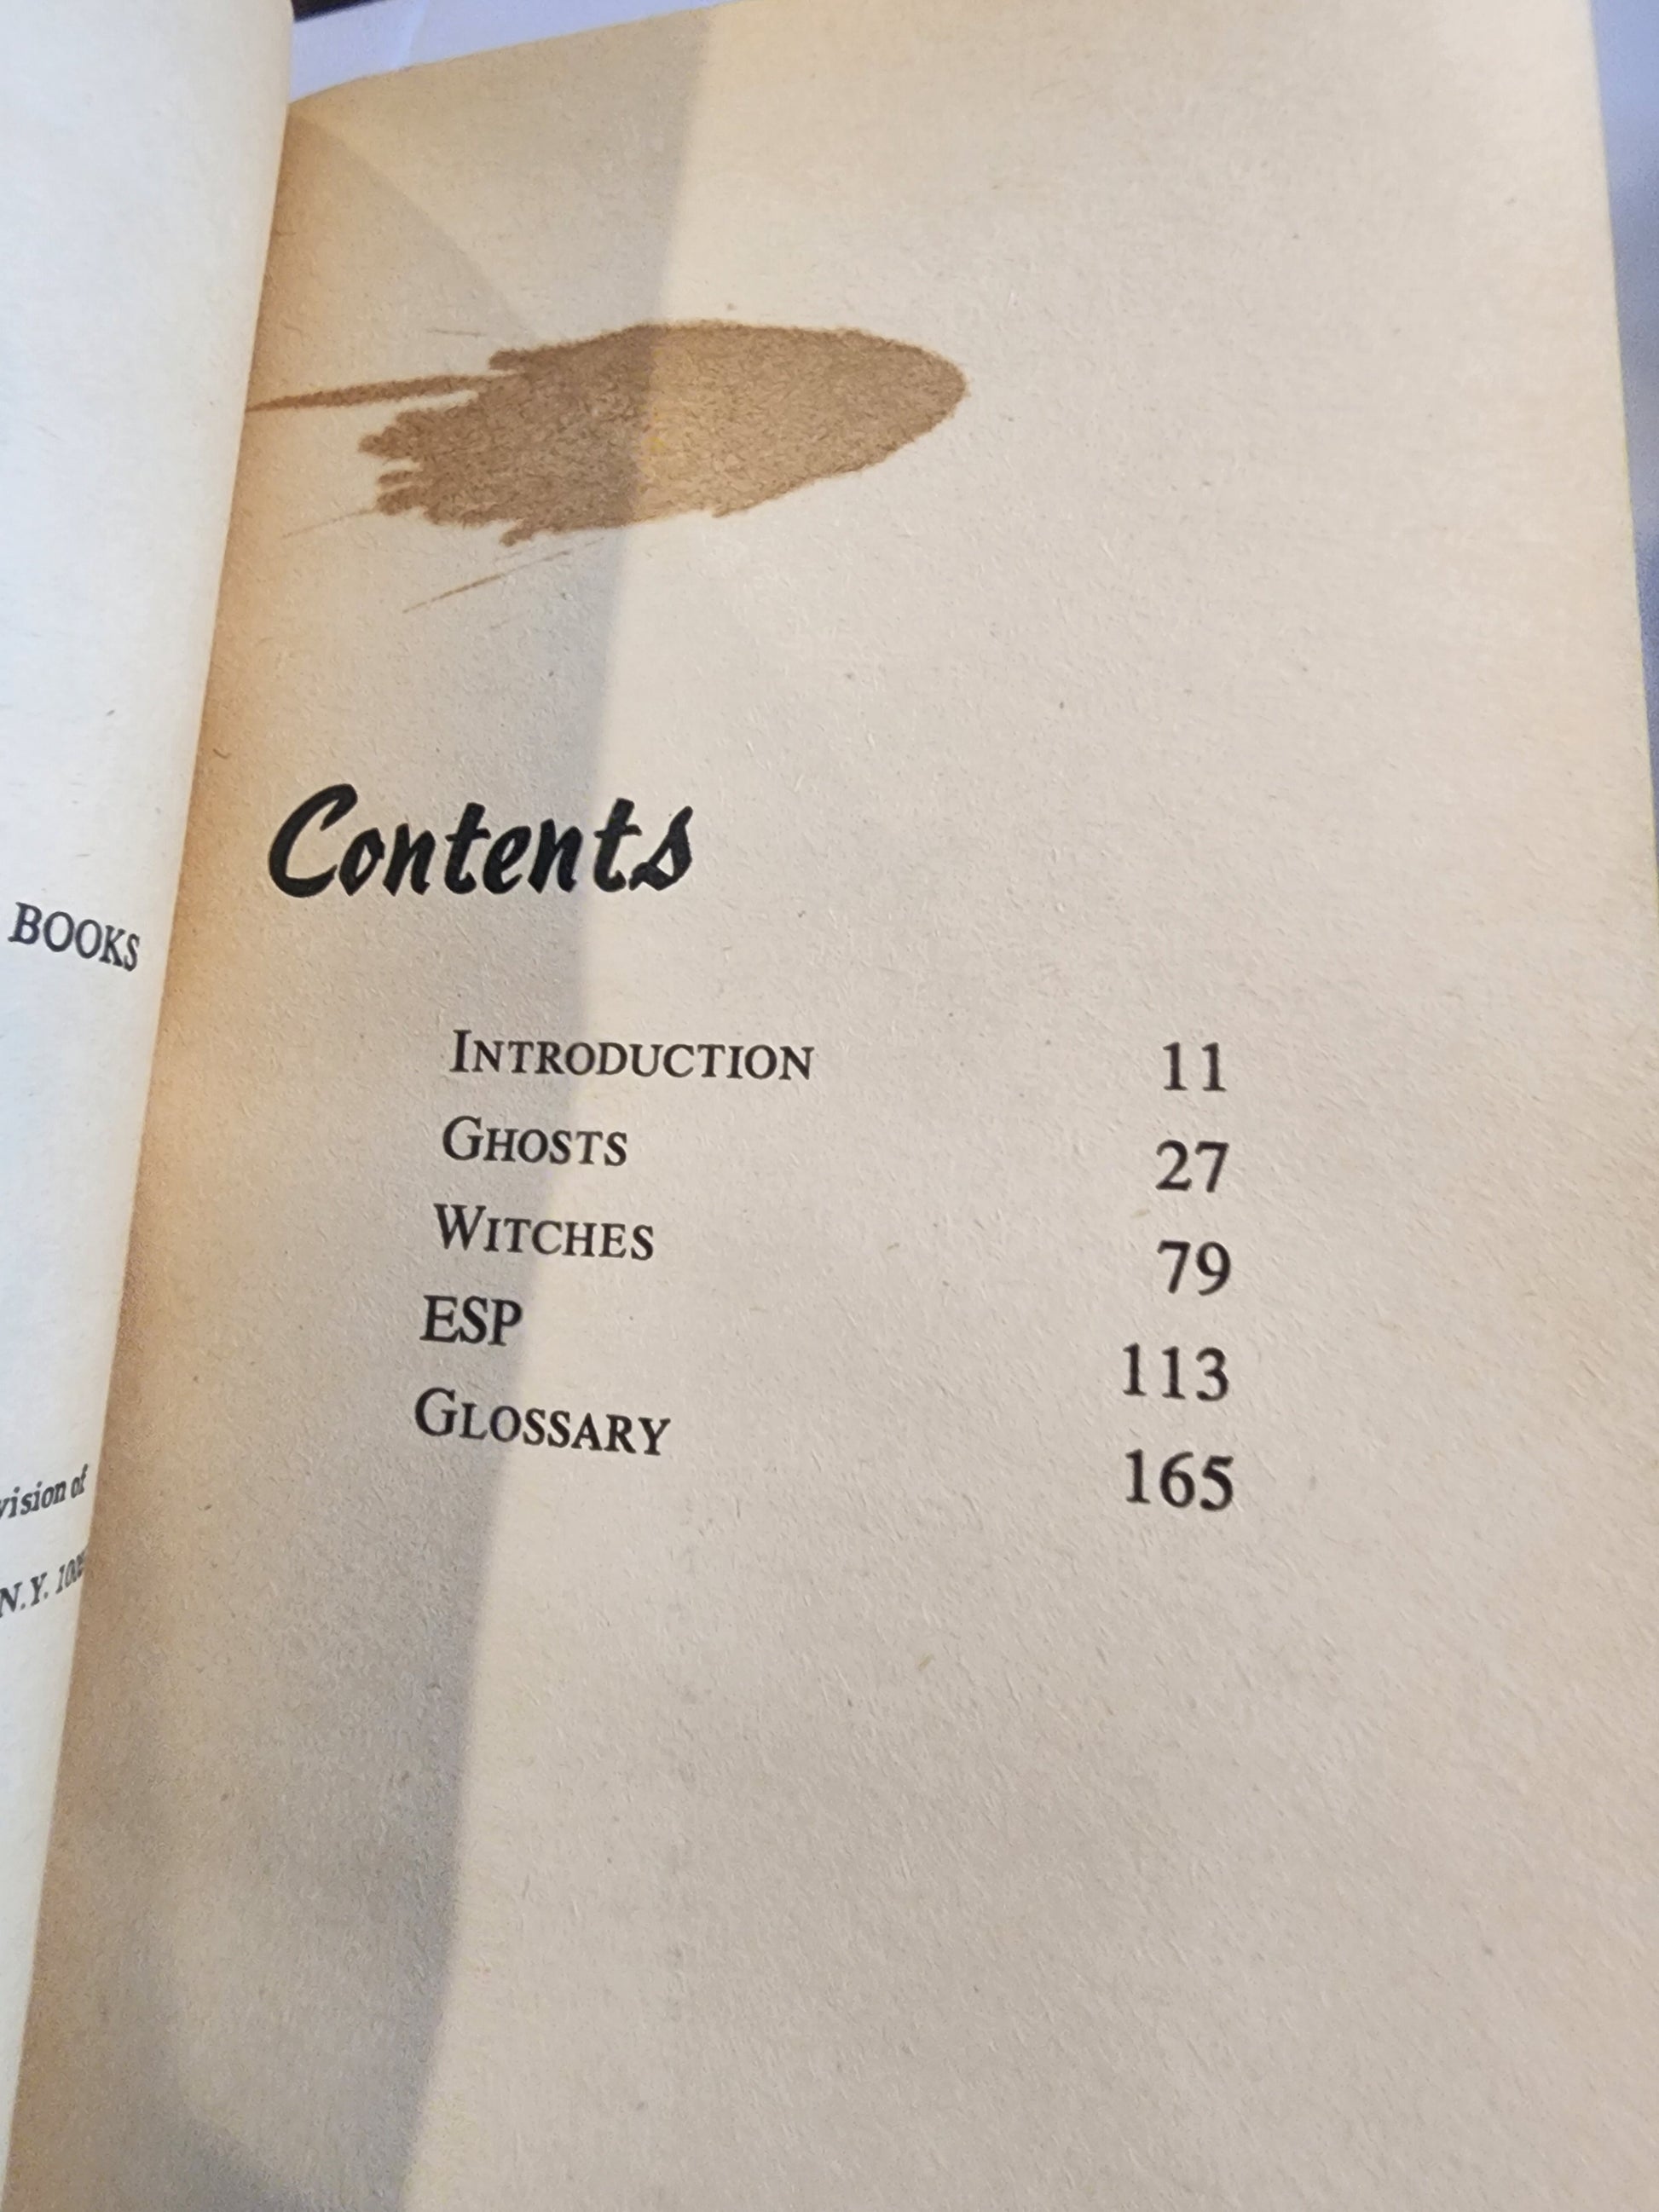 BOOKS
vision of
N.Y. 
Contents
INTRODUCTION 11
GHOSTS 27
WITCHES 79
ESP 113
GLOSSARY 165